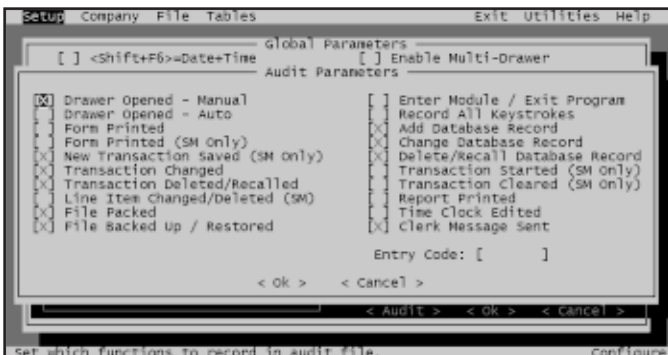 Setup Company File Tables Exit Utilities Help
Global Parameters
[ ] <Shift+F6>=Date+Time [ ] Enable Multi-Drawer
Audit Parameters
[X] Drawer Opened - Manual [ ] Enter Module / Exit Program
[ ] Drawer Opened - Auto [ ] Record All Keystrokes
[ ] Form Printed [X] Add Database Record
[ ] Form Printed (SM Only) [X] Change Database Record
[X] New Transaction Saved (SM Only) [X] Delete/Recall Database Record
[X] Transaction Changed [ ] Transaction Started (SM Only)
[X] Transaction Deleted/Recalled [ ] Transaction Cleared (SM Only)
[ ] Line Item Changed/Deleted (SM) [ ] Report Printed
[X] File Packed [ ] Time Clock Edited
[X] File Backed Up / Restored [X] Clerk Message Sent
Entry Code: [ ]
< Ok > < Cancel >
< Audit > < Ok > < Cancel >
Set which functions to record in audit file. Configure